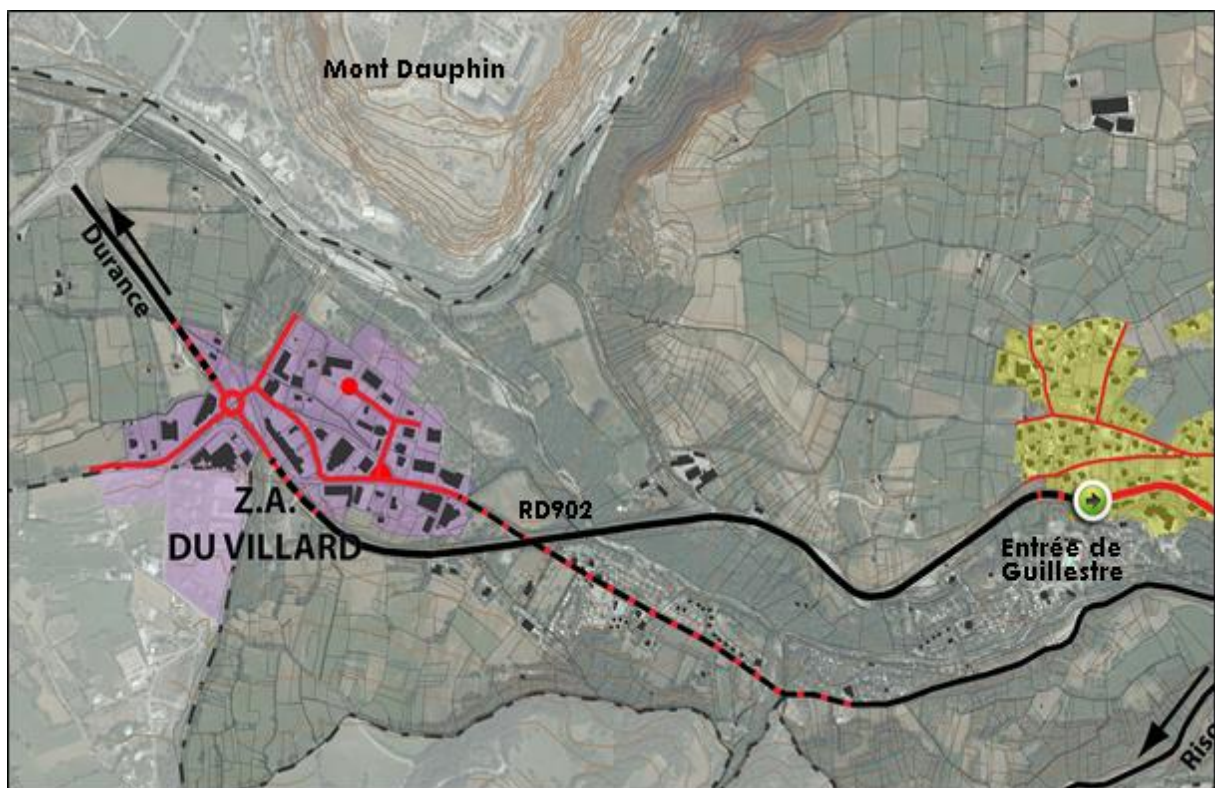 Mont Dauphin
Durance
Z.A.
DU VILLARD
RD902
Entrée de
Guillestre